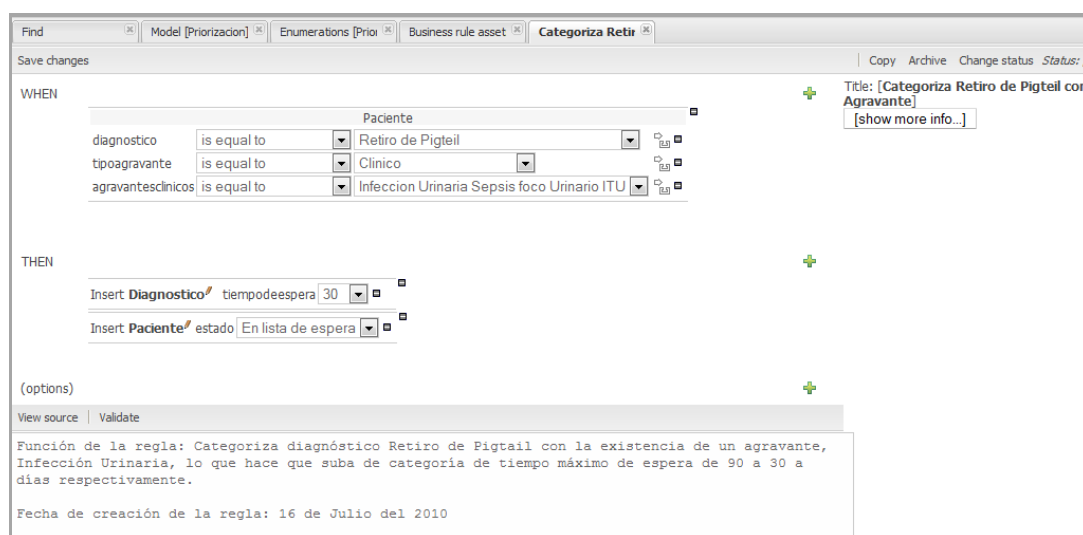 Find Model [Priorizacion] Enumerations [Prior Business rule asset Categoriza Retir
Save changes Copy Archive Change status Status:
WHEN
Title: [Categoriza Retiro de Pigteil con
Agravante]
[show more info...]
Paciente
diagnostico is equal to Retiro de Pigteil
tipoagravante is equal to Clinico
agravantesclinicos is equal to Infeccion Urinaria Sepsis foco Urinario ITU
THEN
Insert Diagnostico tiempodeespera 30
Insert Paciente estado En lista de espera
(options)
View source Validate
Función de la regla: Categoriza diagnóstico Retiro de Pigtail con la existencia de un agravante,
Infección Urinaria, lo que hace que suba de categoría de tiempo máximo de espera de 90 a 30 a
días respectivamente.
Fecha de creación de la regla: 16 de Julio del 2010